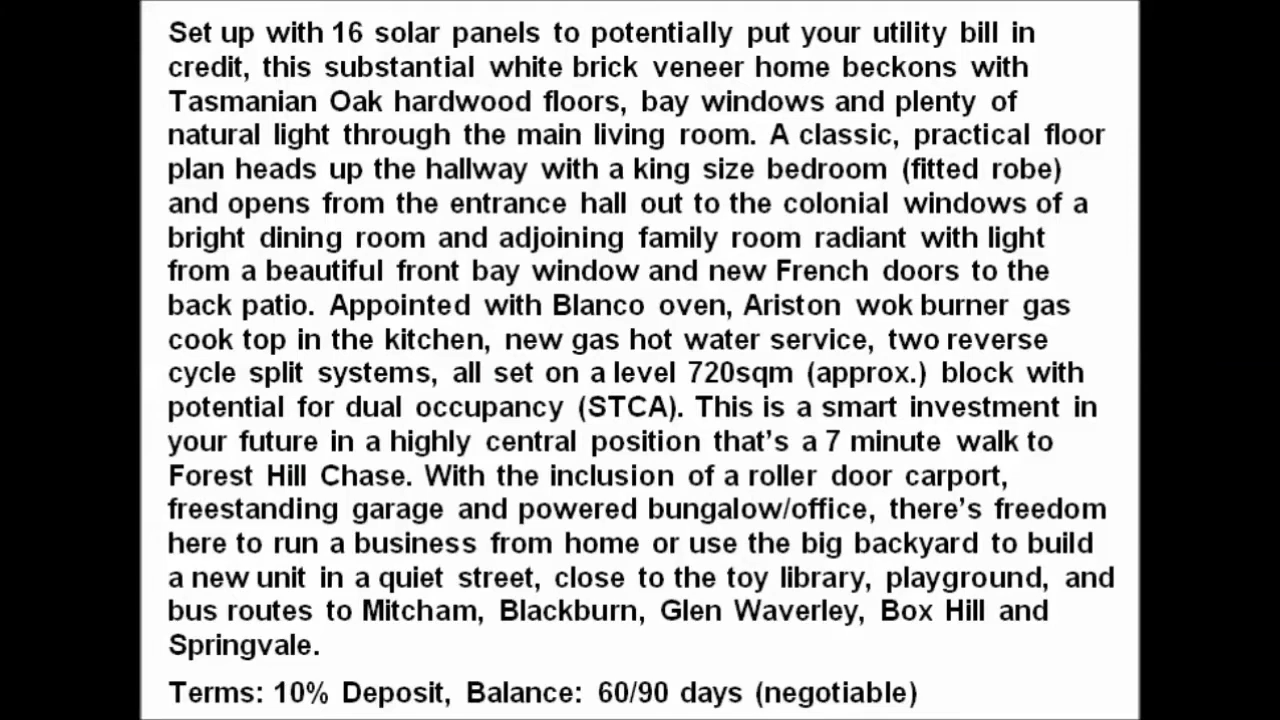 Set up with 16 solar panels to potentially put your utility bill in
credit, this substantial white brick veneer home beckons with
Tasmanian Oak hardwood floors, bay windows and plenty of
natural light through the main living room. A classic, practical floor
plan heads up the hallway with a king size bedroom (fitted robe)
and opens from the entrance hall out to the colonial windows of a
bright dining room and adjoining family room radiant with light
from a beautiful front bay window and new French doors to the
back patio. Appointed with Blanco oven, Ariston wok burner gas
cook top in the kitchen, new gas hot water service, two reverse
cycle split systems, all set on a level 720sqm (approx.) block with
potential for dual occupancy (STCA). This is a smart investment in
your future in a highly central position that's a 7 minute walk to
Forest Hill Chase. With the inclusion of a roller door carport,
freestanding garage and powered bungalow/office, there's freedom
here to run a business from home or use the big backyard to build
a new unit in a quiet street, close to the toy library, playground, and
bus routes to Mitcham, Blackburn, Glen Waverley, Box Hill and
Springvale.
Terms: 10% Deposit, Balance: 60/90 days (negotiable)